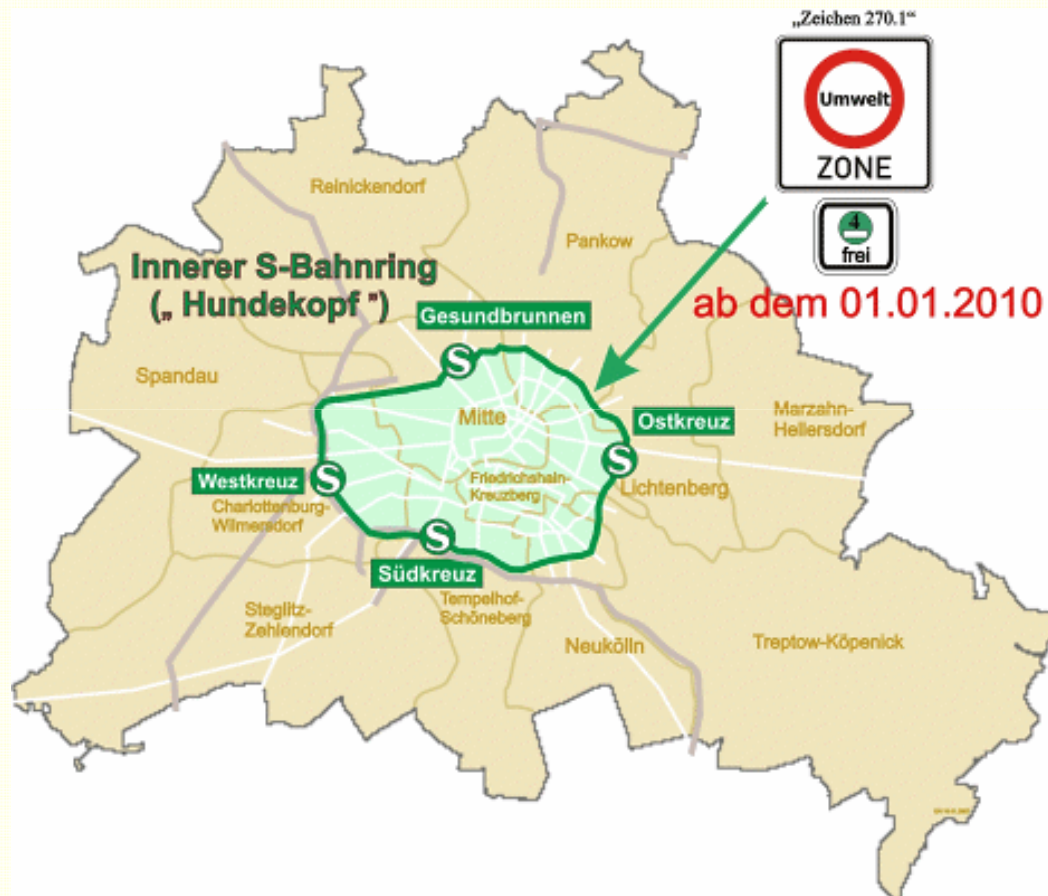 „Zeichen 270.1“
Umwelt
ZONE
4
frei
ab dem 01.01.2010
Reinickendorf
Pankow
Innerer S-Bahnring
(„ Hundekopf ”)
Gesundbrunnen
S
Spandau
Mitte
Ostkreuz
S
Marzahn-
Hellersdorf
Westkreuz
S
Friedrichshain-
Kreuzberg
Lichtenberg
Charlottenburg-
Wilmersdorf
S
Südkreuz
Steglitz-
Zehlendorf
Tempelhof-
Schöneberg
Neukölln
Treptow-Köpenick